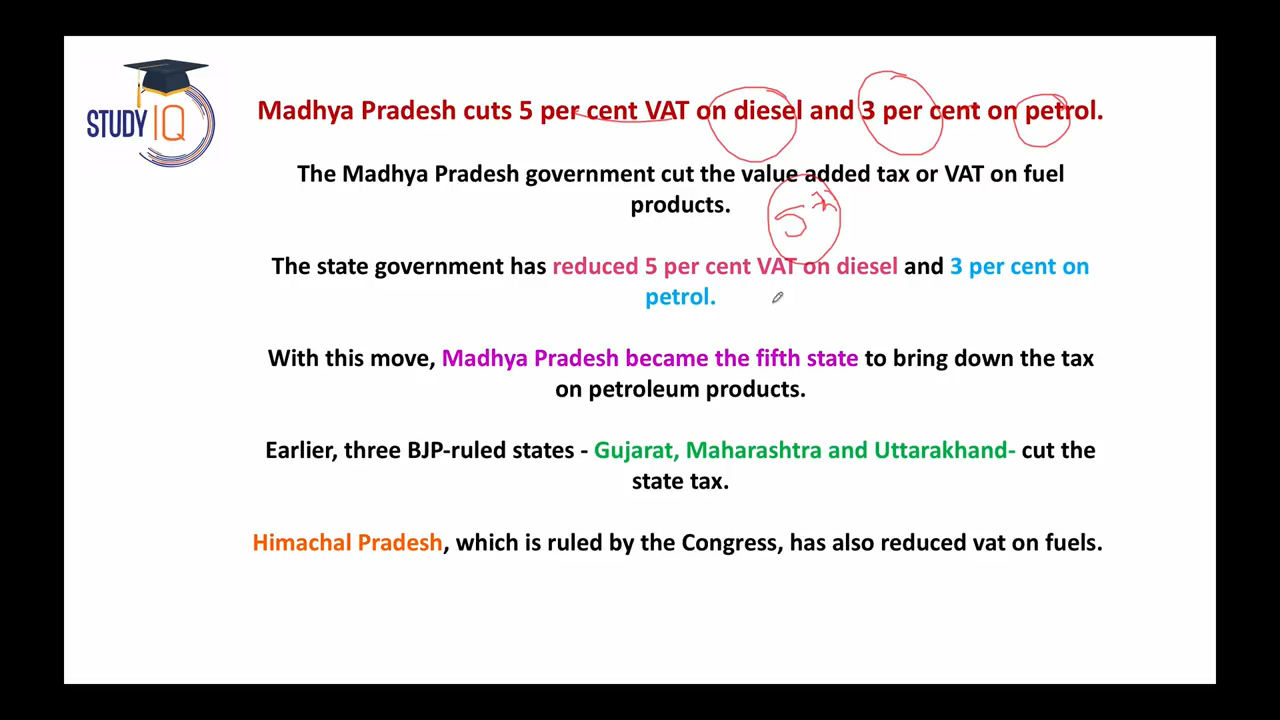 STUDY IQ
Madhya Pradesh cuts 5 per cent VAT on diesel and 3 per cent on petrol.
The Madhya Pradesh government cut the value added tax or VAT on fuel
products.
5th
The state government has reduced 5 per cent VAT on diesel and 3 per cent on
petrol.
With this move, Madhya Pradesh became the fifth state to bring down the tax
on petroleum products.
Earlier, three BJP-ruled states - Gujarat, Maharashtra and Uttarakhand- cut the
state tax.
Himachal Pradesh, which is ruled by the Congress, has also reduced vat on fuels.